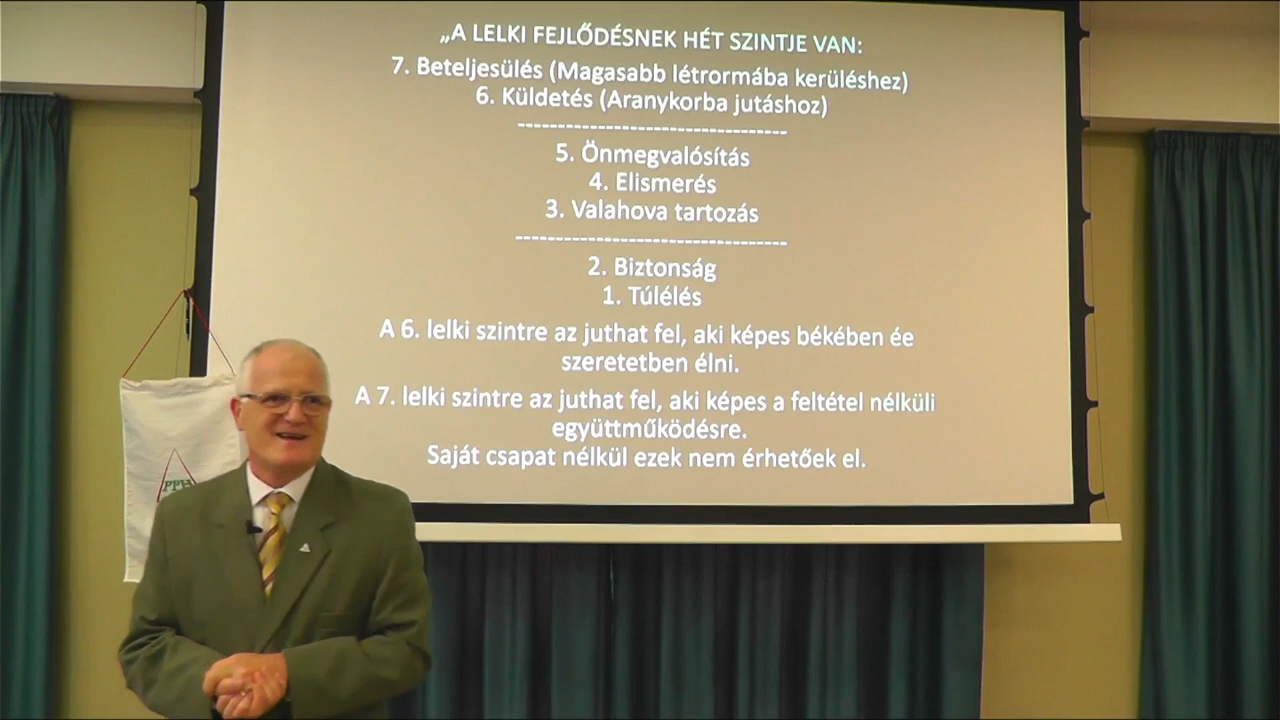 „A LELKI FEJLŐDÉSNEK HÉT SZINTJE VAN:
7. Beteljesülés (Magasabb létrormába kerüléshez)
6. Küldetés (Aranykorba jutáshoz)
---------------------------------
5. Önmegvalósítás
4. Elismerés
3. Valahova tartozás
---------------------------------
2. Biztonság
1. Túlélés
A 6. lelki szintre az juthat fel, aki képes békében ée
szeretetben élni.
A 7. lelki szintre az juthat fel, aki képes a feltétel nélküli
együttműködésre.
Saját csapat nélkül ezek nem érhetőek el.
PPH